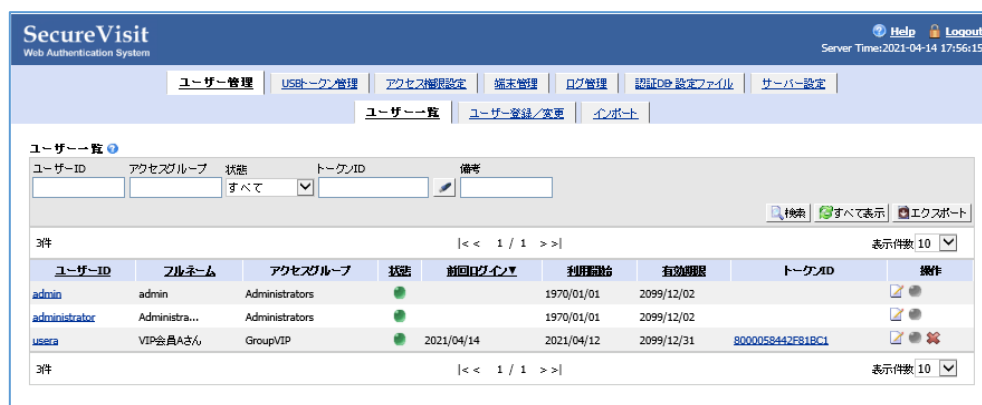 SecureVisit
Web Authentication System
Help Logout
Server Time:2021-04-14 17:56:15
ユーザー管理 USBトークン管理 アクセス権限設定 端末管理 ログ管理 認証DB・設定ファイル サーバー設定
ユーザー一覧 ユーザー登録/変更 インポート
ユーザー一覧
ユーザーID アクセスグループ 状態 トークンID 備考
すべて
検索 すべて表示 エクスポート
3件 |<< 1 / 1 >>| 表示件数 10
ユーザーID フルネーム アクセスグループ 状態 前回ログイン▼ 利用開始 有効期限 トークンID 操作
admin admin Administrators 1970/01/01 2099/12/02
administrator Administra... Administrators 1970/01/01 2099/12/02
usera VIP会員Aさん GroupVIP 2021/04/14 2021/04/12 2099/12/31 8000058442F81BC1
3件 |<< 1 / 1 >>| 表示件数 10